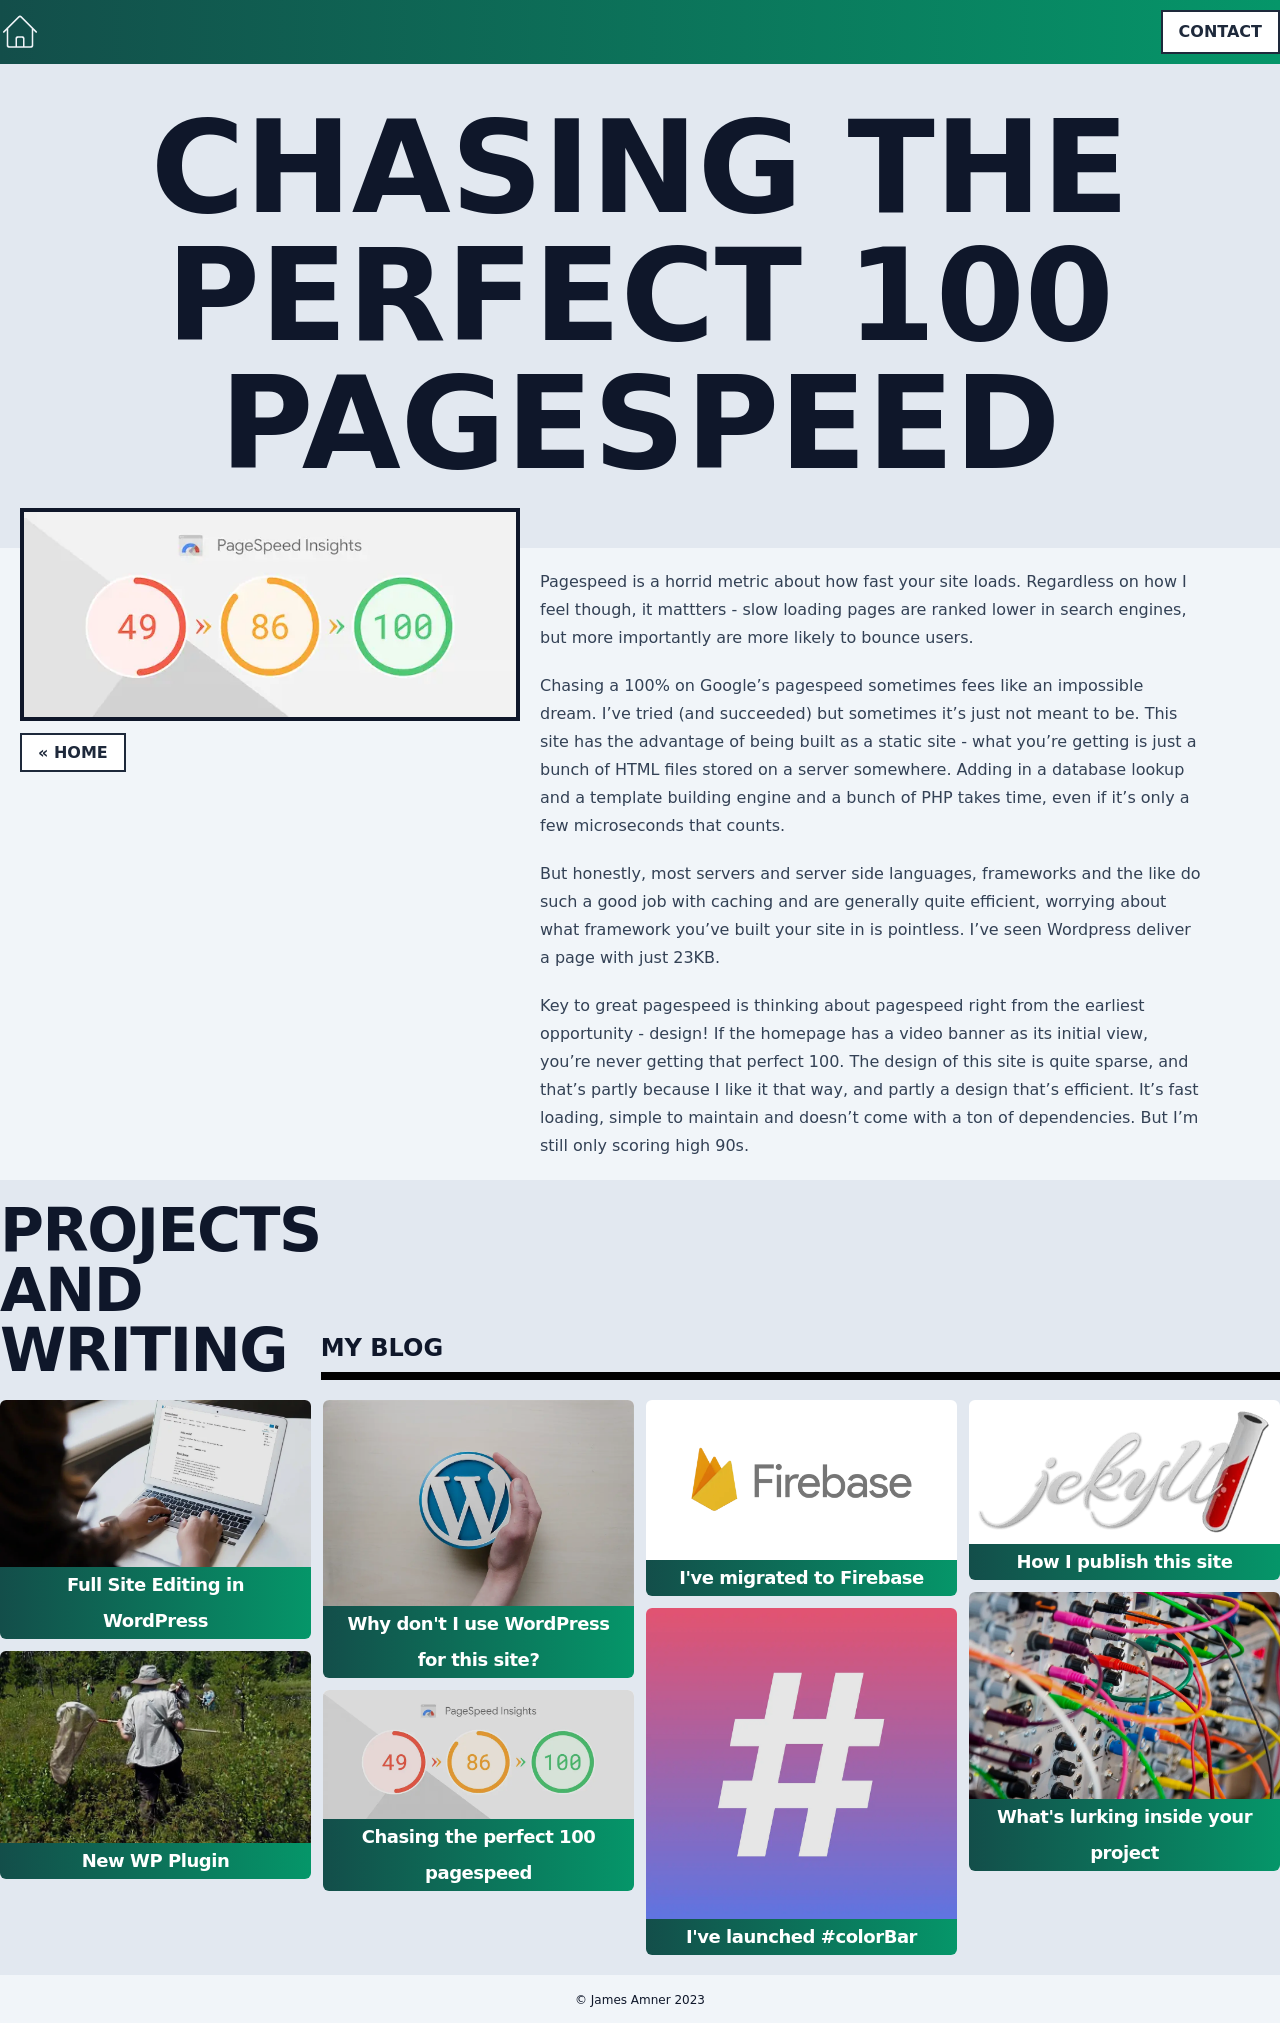 CONTACT
CHASING THE
PERFECT 100
PAGESPEED
PageSpeed Insights
49 » 86 » 100
« HOME
Pagespeed is a horrid metric about how fast your site loads. Regardless on how I
feel though, it mattters - slow loading pages are ranked lower in search engines,
but more importantly are more likely to bounce users.
Chasing a 100% on Google’s pagespeed sometimes fees like an impossible
dream. I’ve tried (and succeeded) but sometimes it’s just not meant to be. This
site has the advantage of being built as a static site - what you’re getting is just a
bunch of HTML files stored on a server somewhere. Adding in a database lookup
and a template building engine and a bunch of PHP takes time, even if it’s only a
few microseconds that counts.
But honestly, most servers and server side languages, frameworks and the like do
such a good job with caching and are generally quite efficient, worrying about
what framework you’ve built your site in is pointless. I’ve seen Wordpress deliver
a page with just 23KB.
Key to great pagespeed is thinking about pagespeed right from the earliest
opportunity - design! If the homepage has a video banner as its initial view,
you’re never getting that perfect 100. The design of this site is quite sparse, and
that’s partly because I like it that way, and partly a design that’s efficient. It’s fast
loading, simple to maintain and doesn’t come with a ton of dependencies. But I’m
still only scoring high 90s.
PROJECTS
AND
WRITING
MY BLOG
Full Site Editing in
WordPress
New WP Plugin
W
Why don't I use WordPress
for this site?
PageSpeed Insights
49 » 86 » 100
Chasing the perfect 100
pagespeed
Firebase
I've migrated to Firebase
#
I've launched #colorBar
jekyll
How I publish this site
What's lurking inside your
project
© James Amner 2023